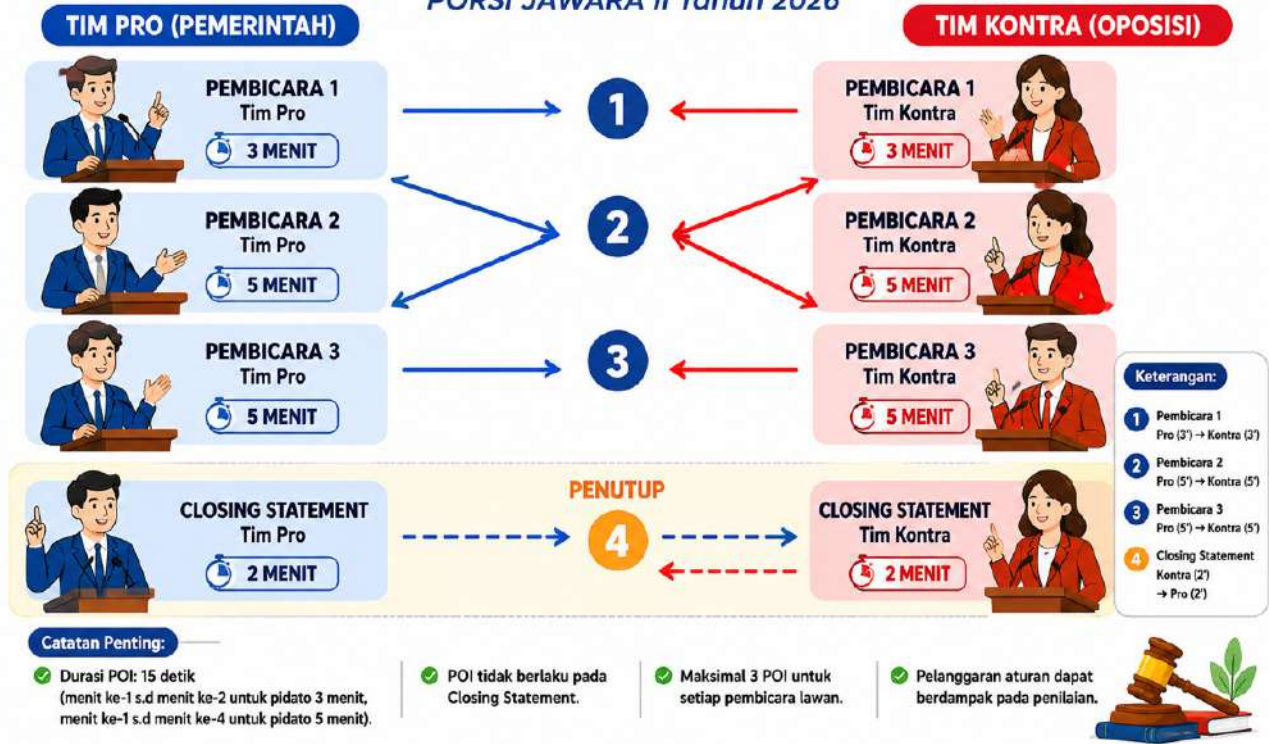 PORSI JAWARA II Tahun 2026
TIM PRO (PEMERINTAH)
TIM KONTRA (OPOSISI)
PEMBICARA 1
Tim Pro
3 MENIT
1
PEMBICARA 1
Tim Kontra
3 MENIT
PEMBICARA 2
Tim Pro
5 MENIT
2
PEMBICARA 2
Tim Kontra
5 MENIT
PEMBICARA 3
Tim Pro
5 MENIT
3
PEMBICARA 3
Tim Kontra
5 MENIT
CLOSING STATEMENT
Tim Pro
2 MENIT
PENUTUP
4
CLOSING STATEMENT
Tim Kontra
2 MENIT
Keterangan:
1 Pembicara 1
Pro (3') → Kontra (3')
2 Pembicara 2
Pro (5') → Kontra (5')
3 Pembicara 3
Pro (5') → Kontra (5')
4 Closing Statement
Kontra (2')
→ Pro (2')
Catatan Penting:
Durasi POI: 15 detik
(menit ke-1 s.d menit ke-2 untuk pidato 3 menit,
menit ke-1 s.d menit ke-4 untuk pidato 5 menit).
POI tidak berlaku pada
Closing Statement.
Maksimal 3 POI untuk
setiap pembicara lawan.
Pelanggaran aturan dapat
berdampak pada penilaian.